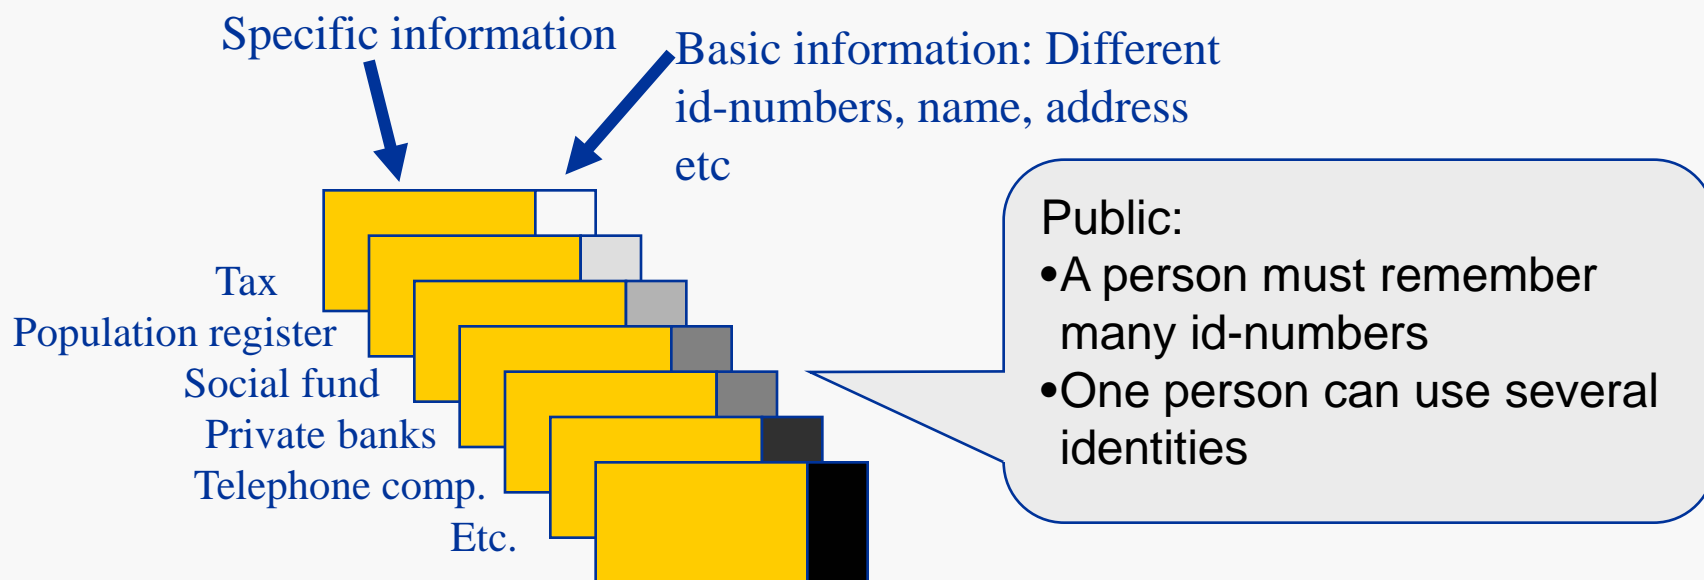 Specific information
Basic information: Different
id-numbers, name, address
etc
Tax
Population register
Social fund
Private banks
Telephone comp.
Etc.
Public:
•A person must remember
many id-numbers
•One person can use several
identities